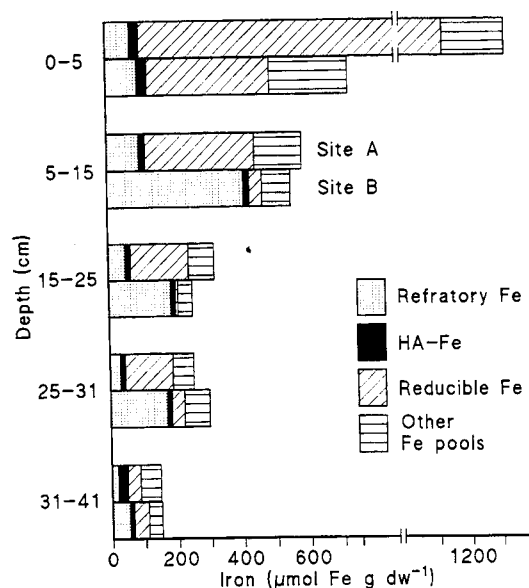 0-5
Site A
5-15
Site B
Depth (cm)
15-25
Refratory Fe
HA-Fe
25-31
Reducible Fe
Other
Fe pools
31-41
0 200 400 600 1200
Iron (μmol Fe g dw⁻¹)